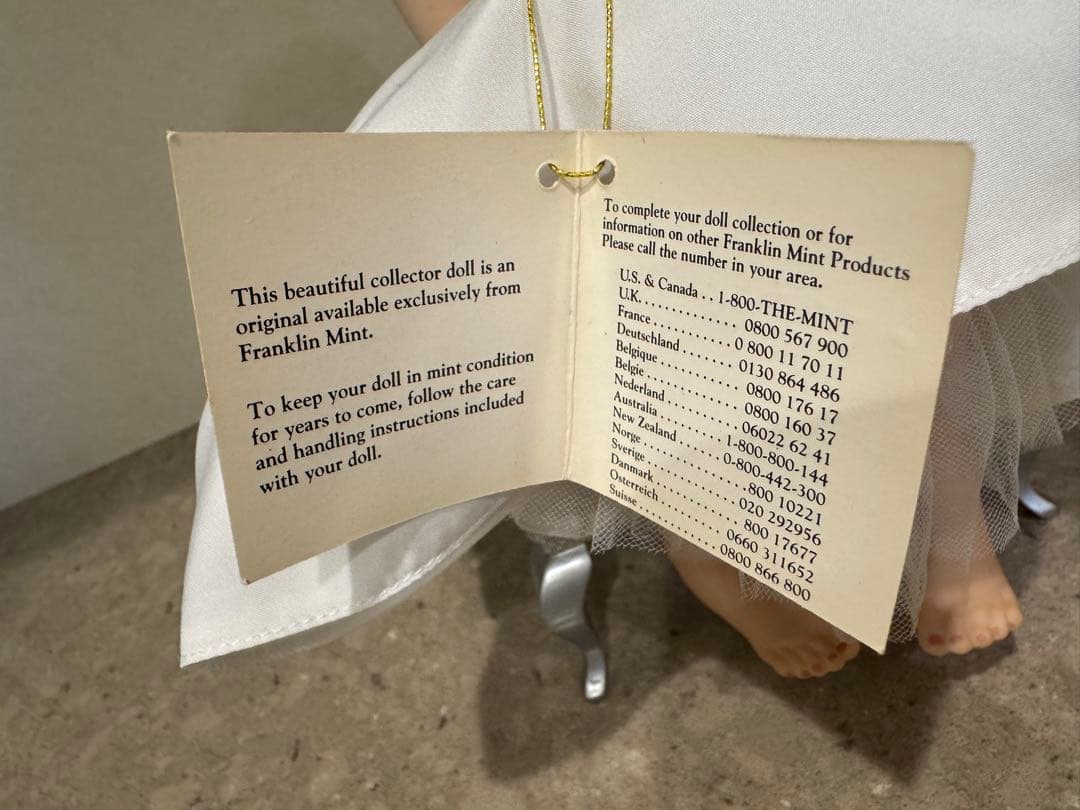 This beautiful collector doll is an
original available exclusively from
Franklin Mint.
To keep your doll in mint condition
for years to come, follow the care
and handling instructions included
with your doll.
To complete your doll collection or for
information on other Franklin Mint Products
Please call the number in your area.
U.S. & Canada . . 1-800-THE-MINT
U.K. . . . . . . . . . . . 0800 567 900
France . . . . . . . . . . 0 800 11 70 11
Deutschland . . . . . . . 0130 864 486
Belgique . . . . . . . . . . 0800 176 17
Belgie . . . . . . . . . . . . 0800 160 37
Nederland . . . . . . . . . 06022 62 41
Australia . . . . . . . . 1-800-800-144
New Zealand . . . . . 0-800-442-300
Norge . . . . . . . . . . . . 800 10221
Sverige . . . . . . . . . . 020 292956
Danmark . . . . . . . . . . 800 17677
Osterreich . . . . . . . . 0660 311652
Suisse . . . . . . . . . . 0800 866 800